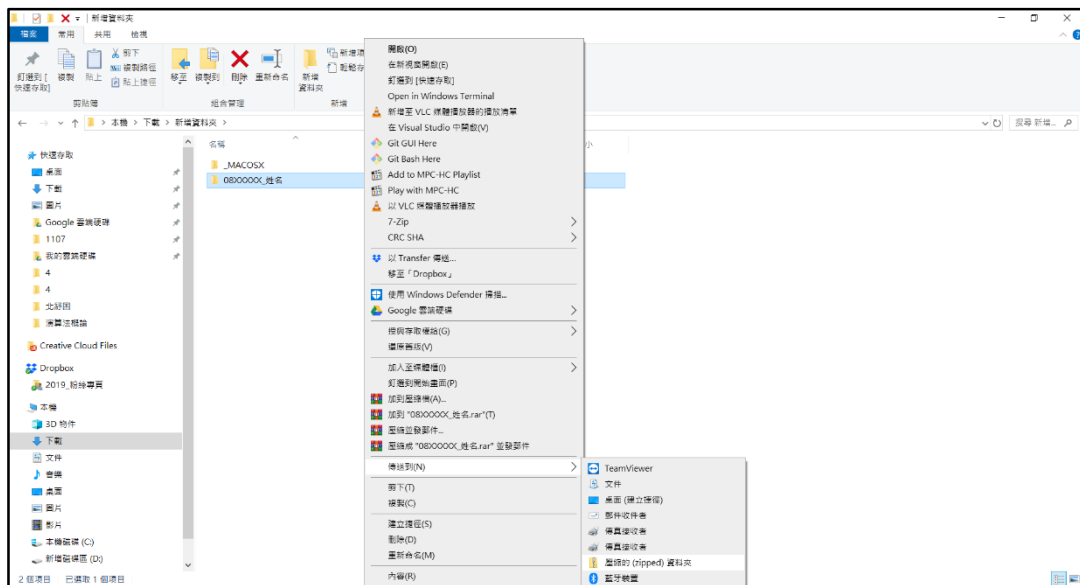 新增資料夾
檔案 常用 共用 檢視
釘選到 [快速存取]
複製
貼上
剪下
複製路徑
貼上捷徑
移至
複製到
刪除
重新命名
新增資料夾
新增項
輕鬆存
剪貼簿
組合管理
新增
本機 > 下載 > 新增資料夾 >
搜尋 新增...
快速存取
桌面
下載
圖片
Google 雲端硬碟
1107
我的雲端硬碟
4
4
北紓困
演算法概論
Creative Cloud Files
Dropbox
2019_粉絲專頁
本機
3D 物件
下載
文件
音樂
桌面
圖片
影片
本機磁碟 (C:)
新增磁碟區 (D:)
2 個項目 已選取 1 個項目
名稱
小
_MACOSX
08XXXXX_姓名
開啟(O)
在新視窗開啟(E)
釘選到 [快速存取]
Open in Windows Terminal
新增至 VLC 媒體播放器的播放清單
在 Visual Studio 中開啟(V)
Git GUI Here
Git Bash Here
Add to MPC-HC Playlist
Play with MPC-HC
以 VLC 媒體播放器播放
7-Zip
CRC SHA
以 Transfer 傳送...
移至「Dropbox」
使用 Windows Defender 掃描...
Google 雲端硬碟
授與存取權給(G)
還原舊版(V)
加入至媒體櫃(I)
釘選到開始畫面(P)
加到壓縮檔(A)...
加到 "08XXXXX_姓名.rar"(T)
壓縮並發郵件...
壓縮成 "08XXXXX_姓名.rar" 並發郵件
傳送到(N)
剪下(T)
複製(C)
建立捷徑(S)
刪除(D)
重新命名(M)
內容(R)
TeamViewer
文件
桌面 (建立捷徑)
郵件收件者
傳真接收者
傳真接收者
壓縮的 (zipped) 資料夾
藍牙裝置